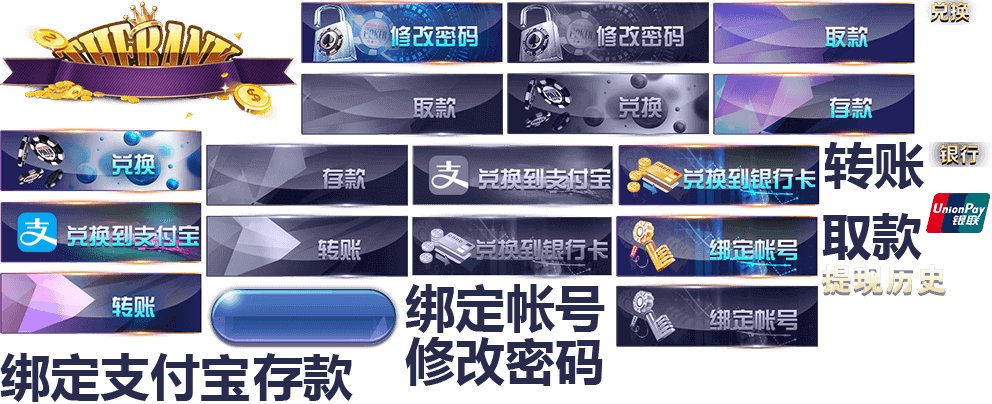 THEBANK
修改密码
修改密码
取款
兑换
取款
兑换
存款
兑换
存款
兑换到支付宝
兑换到银行卡
转账
银行
支
兑换到支付宝
转账
兑换到银行卡
绑定帐号
取款
UnionPay
银联
提现历史
转账
绑定帐号
绑定帐号
修改密码
绑定支付宝
存款